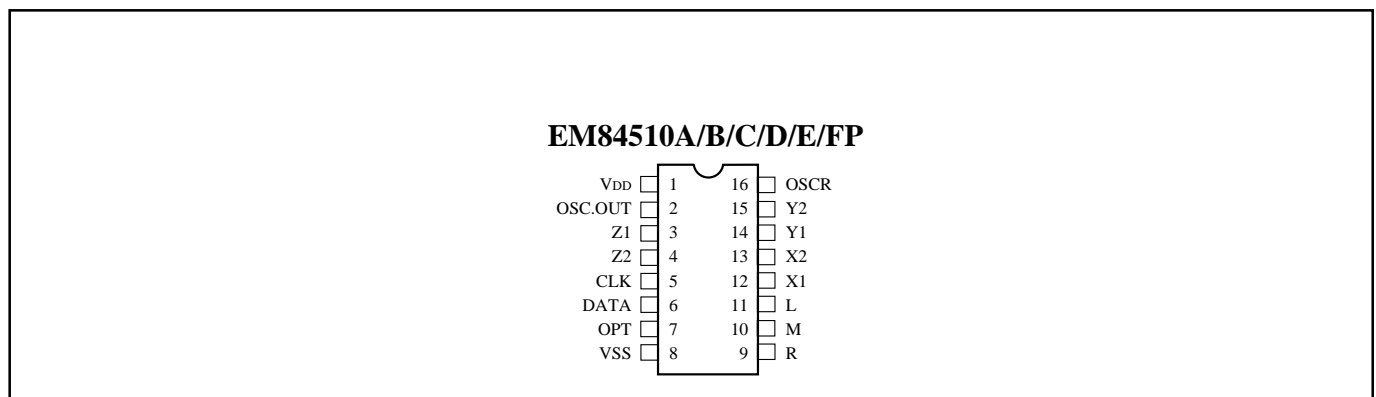 EM84510A/B/C/D/E/FP
VDD 1 16 OSCR
OSC.OUT 2 15 Y2
Z1 3 14 Y1
Z2 4 13 X2
CLK 5 12 X1
DATA 6 11 L
OPT 7 10 M
VSS 8 9 R